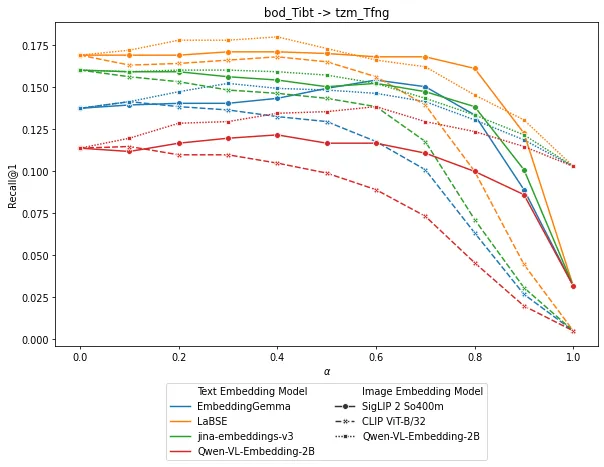 bod_Tibt -> tzm_Tfng
Recall@1
0.175
0.150
0.125
0.100
0.075
0.050
0.025
0.000
0.0 0.2 0.4 0.6 0.8 1.0
α
Text Embedding Model Image Embedding Model
EmbeddingGemma SigLIP 2 So400m
LaBSE CLIP ViT-B/32
jina-embeddings-v3 Qwen-VL-Embedding-2B
Qwen-VL-Embedding-2B